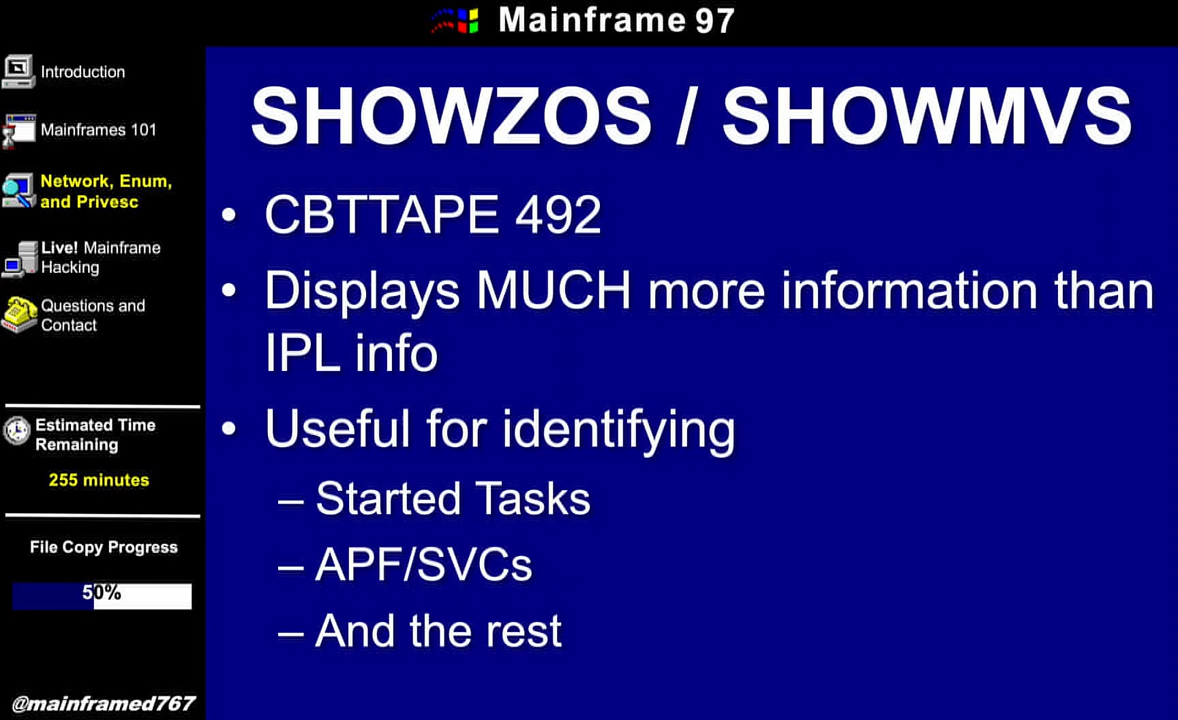 Mainframe 97
Introduction
Mainframes 101
Network, Enum,
and Privesc
Live! Mainframe
Hacking
Questions and
Contact
Estimated Time
Remaining
255 minutes
File Copy Progress
50%
@mainframed767
SHOWZOS / SHOWMVS
• CBTTAPE 492
• Displays MUCH more information than
IPL info
• Useful for identifying
– Started Tasks
– APF/SVCs
– And the rest